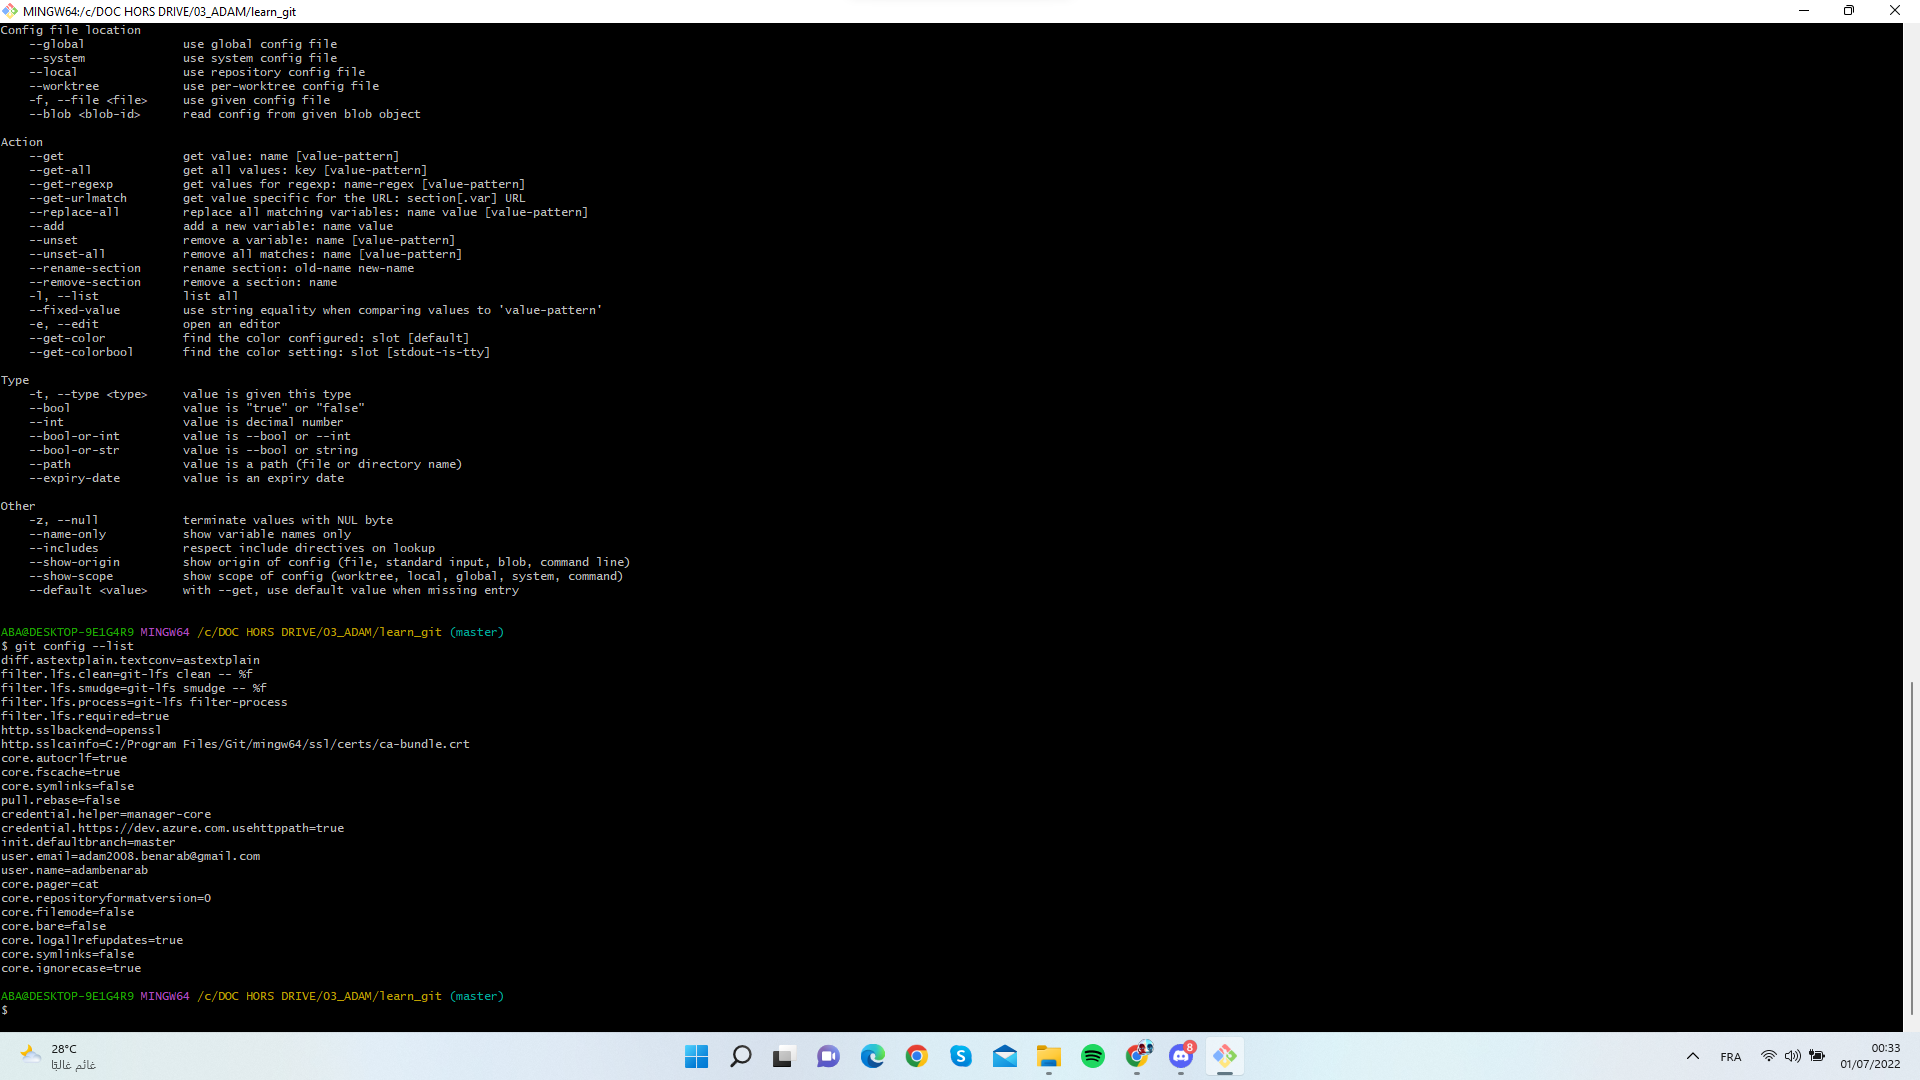 MINGW64:/c/DOC HORS DRIVE/03_ADAM/learn_git
Config file location
    --global              use global config file
    --system              use system config file
    --local               use repository config file
    --worktree            use per-worktree config file
    -f, --file <file>     use given config file
    --blob <blob-id>      read config from given blob object

Action
    --get                 get value: name [value-pattern]
    --get-all             get all values: key [value-pattern]
    --get-regexp          get values for regexp: name-regex [value-pattern]
    --get-urlmatch        get value specific for the URL: section[.var] URL
    --replace-all         replace all matching variables: name value [value-pattern]
    --add                 add a new variable: name value
    --unset               remove a variable: name [value-pattern]
    --unset-all           remove all matches: name [value-pattern]
    --rename-section      rename section: old-name new-name
    --remove-section      remove a section: name
    -l, --list            list all
    --fixed-value         use string equality when comparing values to 'value-pattern'
    -e, --edit            open an editor
    --get-color           find the color configured: slot [default]
    --get-colorbool       find the color setting: slot [stdout-is-tty]

Type
    -t, --type <type>     value is given this type
    --bool                value is "true" or "false"
    --int                 value is decimal number
    --bool-or-int         value is --bool or --int
    --bool-or-str         value is --bool or string
    --path                value is a path (file or directory name)
    --expiry-date         value is an expiry date

Other
    -z, --null            terminate values with NUL byte
    --name-only           show variable names only
    --includes            respect include directives on lookup
    --show-origin         show origin of config (file, standard input, blob, command line)
    --show-scope          show scope of config (worktree, local, global, system, command)
    --default <value>     with --get, use default value when missing entry

ABA@DESKTOP-9E1G4R9 MINGW64 /c/DOC HORS DRIVE/03_ADAM/learn_git (master)
$ git config --list
diff.astextplain.textconv=astextplain
filter.lfs.clean=git-lfs clean -- %f
filter.lfs.smudge=git-lfs smudge -- %f
filter.lfs.process=git-lfs filter-process
filter.lfs.required=true
http.sslbackend=openssl
http.sslcainfo=C:/Program Files/Git/mingw64/ssl/certs/ca-bundle.crt
core.autocrlf=true
core.fscache=true
core.symlinks=false
pull.rebase=false
credential.helper=manager-core
credential.https://dev.azure.com.usehttppath=true
init.defaultbranch=master
user.email=adam2008.benarab@gmail.com
user.name=adambenarab
core.pager=cat
core.repositoryformatversion=0
core.filemode=false
core.bare=false
core.logallrefupdates=true
core.symlinks=false
core.ignorecase=true

ABA@DESKTOP-9E1G4R9 MINGW64 /c/DOC HORS DRIVE/03_ADAM/learn_git (master)
$
28°C
غائم غالبًا
8
FRA
00:33
01/07/2022